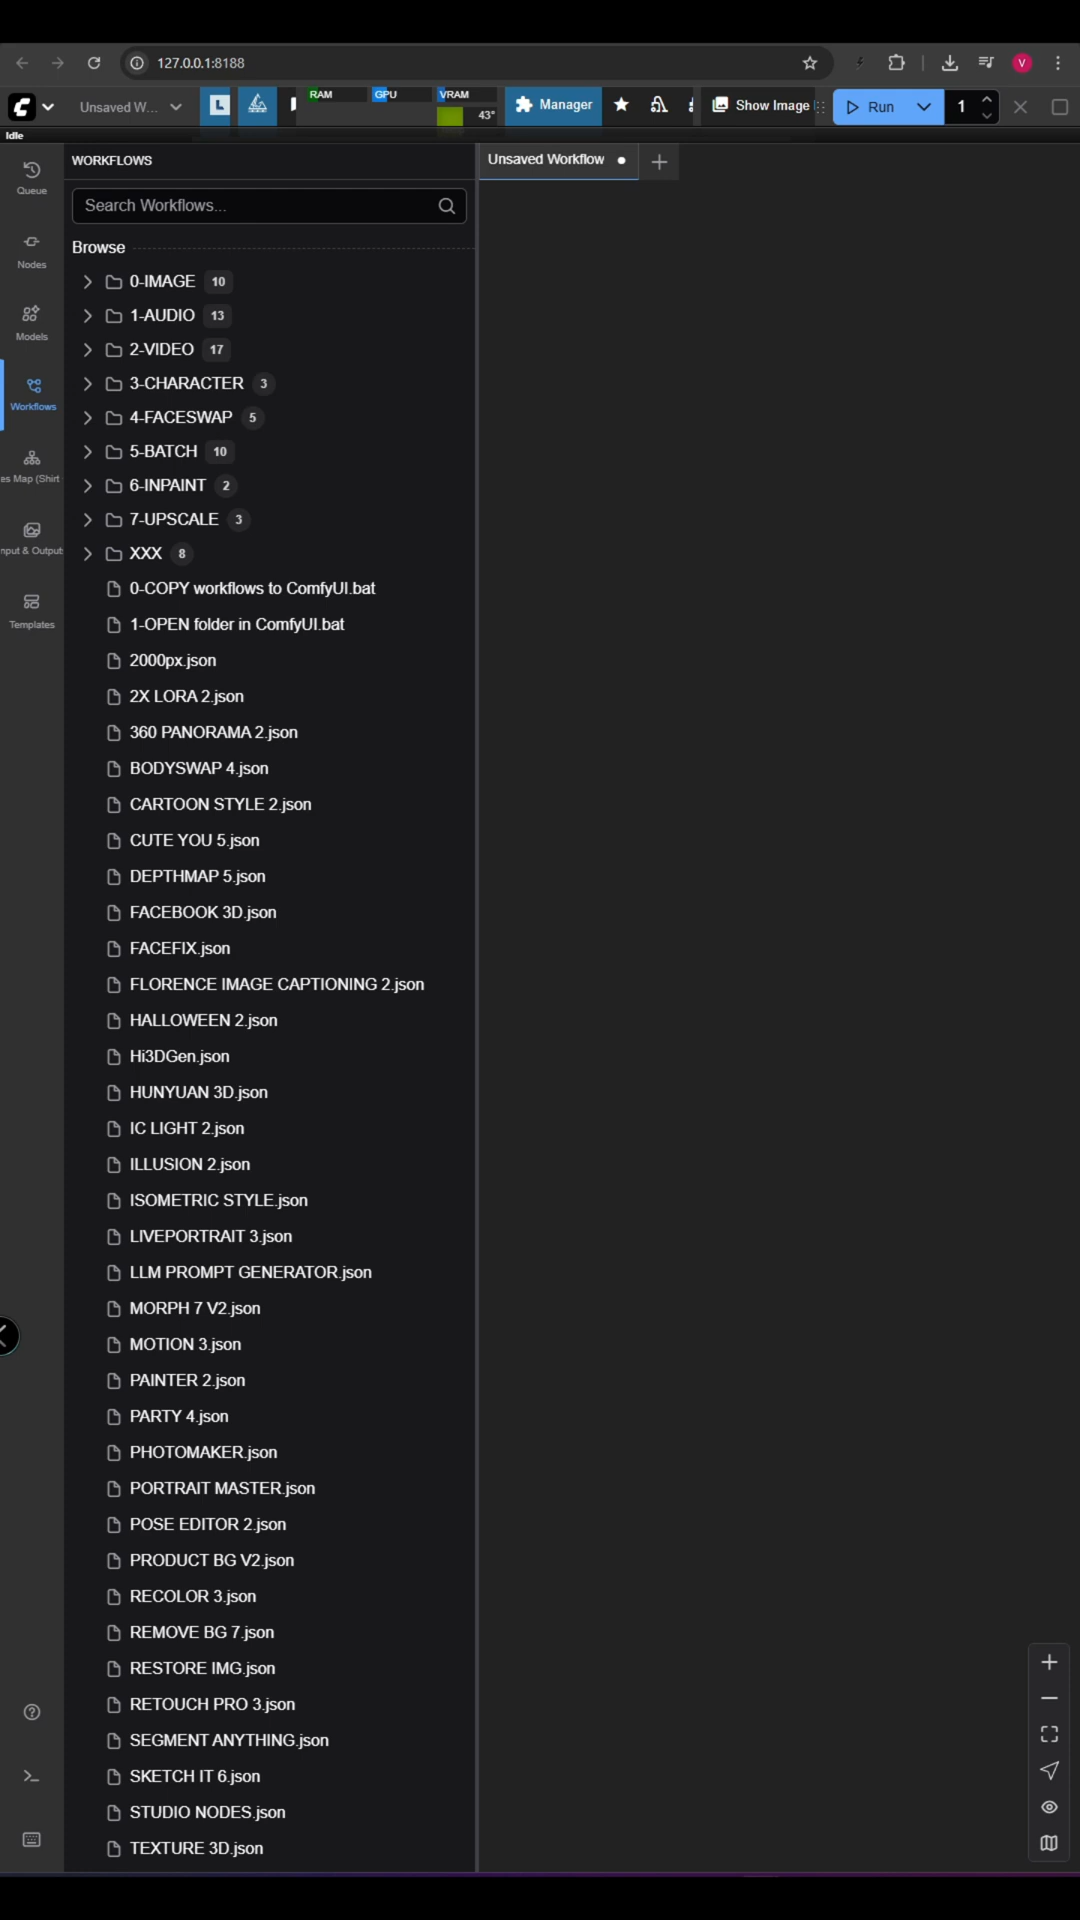 127.0.0.1:8188
Unsaved W...
L
RAM
GPU
VRAM
43°
Manager
Show Image
Run
1
Idle
Queue
Nodes
Models
Workflows
es Map (Shirt
nput & Output
Templates
WORKFLOWS
Search Workflows...
Browse
0-IMAGE 10
1-AUDIO 13
2-VIDEO 17
3-CHARACTER 3
4-FACESWAP 5
5-BATCH 10
6-INPAINT 2
7-UPSCALE 3
XXX 8
0-COPY workflows to ComfyUI.bat
1-OPEN folder in ComfyUI.bat
2000px.json
2X LORA 2.json
360 PANORAMA 2.json
BODYSWAP 4.json
CARTOON STYLE 2.json
CUTE YOU 5.json
DEPTHMAP 5.json
FACEBOOK 3D.json
FACEFIX.json
FLORENCE IMAGE CAPTIONING 2.json
HALLOWEEN 2.json
Hi3DGen.json
HUNYUAN 3D.json
IC LIGHT 2.json
ILLUSION 2.json
ISOMETRIC STYLE.json
LIVEPORTRAIT 3.json
LLM PROMPT GENERATOR.json
MORPH 7 V2.json
MOTION 3.json
PAINTER 2.json
PARTY 4.json
PHOTOMAKER.json
PORTRAIT MASTER.json
POSE EDITOR 2.json
PRODUCT BG V2.json
RECOLOR 3.json
REMOVE BG 7.json
RESTORE IMG.json
RETOUCH PRO 3.json
SEGMENT ANYTHING.json
SKETCH IT 6.json
STUDIO NODES.json
TEXTURE 3D.json
Unsaved Workflow
V